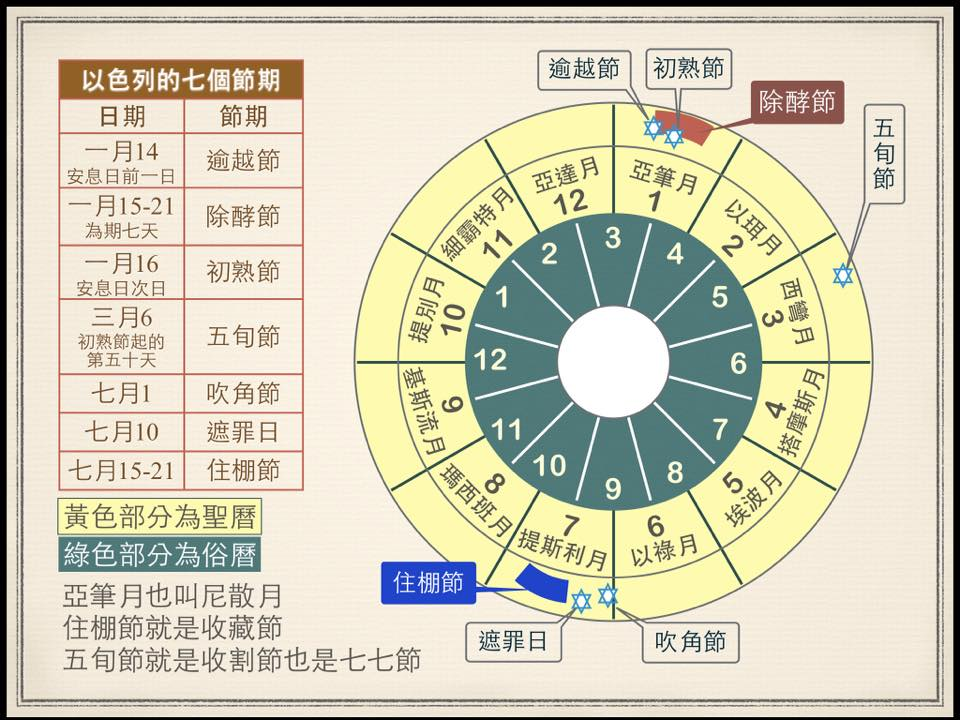 以色列的七個節期
日期 節期
一月14
安息日前一日
逾越節
一月15-21
為期七天
除酵節
一月16
安息日次日
初熟節
三月6
初熟節起的
第五十天
五旬節
七月1 吹角節
七月10 遮罪日
七月15-21 住棚節
黃色部分為聖曆
綠色部分為俗曆
亞筆月也叫尼散月
住棚節就是收藏節
五旬節就是收割節也是七七節
逾越節
初熟節
除酵節
五旬節
亞筆月
1
以珥月
2
西彎月
3
搭摩斯月
4
埃波月
5
以祿月
6
提斯利月
7
瑪西班月
8
基斯流月
9
提別月
10
細霸特月
11
亞達月
12
3
4
5
6
7
8
9
10
11
12
1
2
住棚節
遮罪日
吹角節